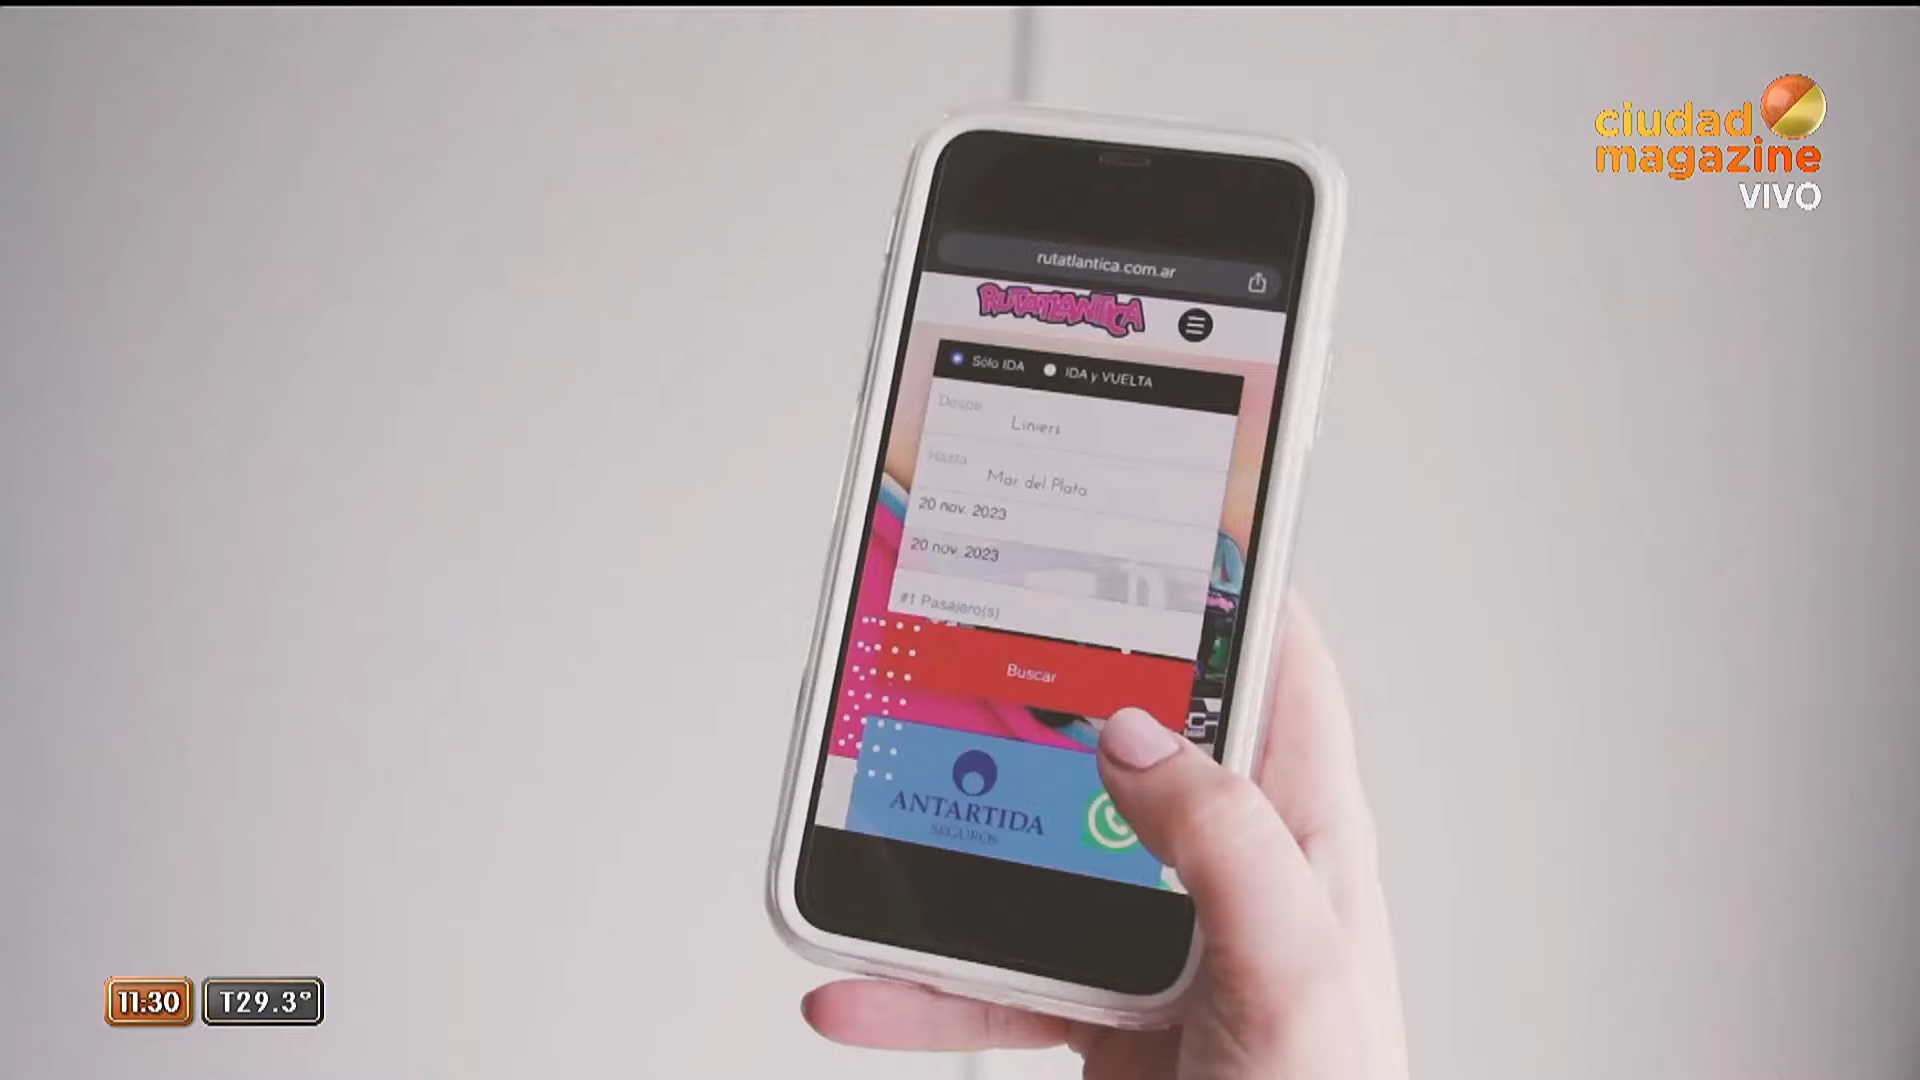 ciudad
magazine
VIVO
rutatlantica.com.ar
RUTATLANTICA
Sólo IDA
IDA y VUELTA
Desde
Liniers
Hasta
Mar del Plata
20 nov. 2023
20 nov. 2023
#1 Pasajero(s)
Buscar
ANTARTIDA
SEGUROS
11:30
T29.3°